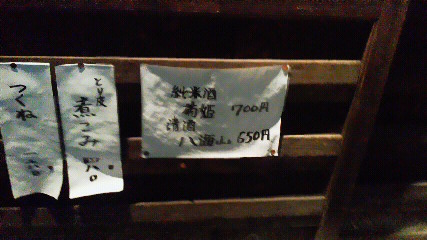 純米酒
菊姫 700円
清酒
八海山 650円
とり皮
煮こみ
つくね